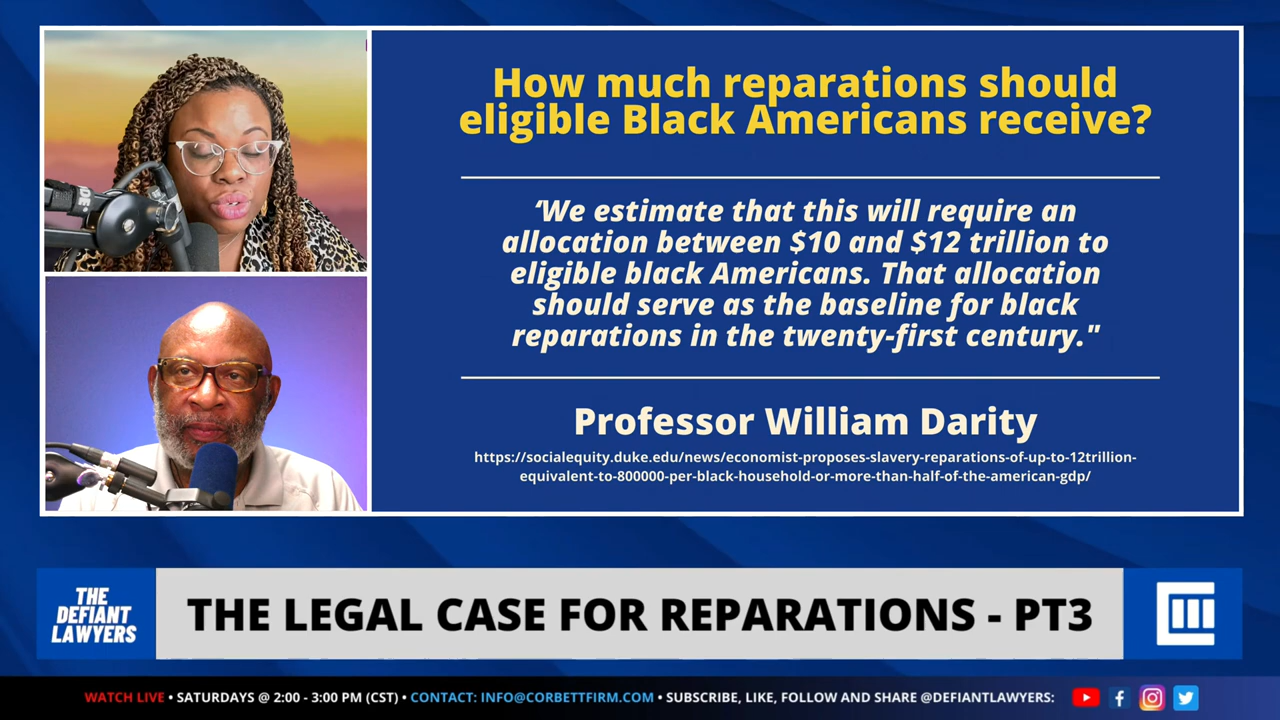 How much reparations should
eligible Black Americans receive?
‘We estimate that this will require an
allocation between $10 and $12 trillion to
eligible black Americans. That allocation
should serve as the baseline for black
reparations in the twenty-first century."
Professor William Darity
https://socialequity.duke.edu/news/economist-proposes-slavery-reparations-of-up-to-12trillion-
equivalent-to-800000-per-black-household-or-more-than-half-of-the-american-gdp/
THE
DEFIANT
LAWYERS
THE LEGAL CASE FOR REPARATIONS - PT3
WATCH LIVE • SATURDAYS @ 2:00 - 3:00 PM (CST) • CONTACT: INFO@CORBETTFIRM.COM • SUBSCRIBE, LIKE, FOLLOW AND SHARE @DEFIANTLAWYERS: